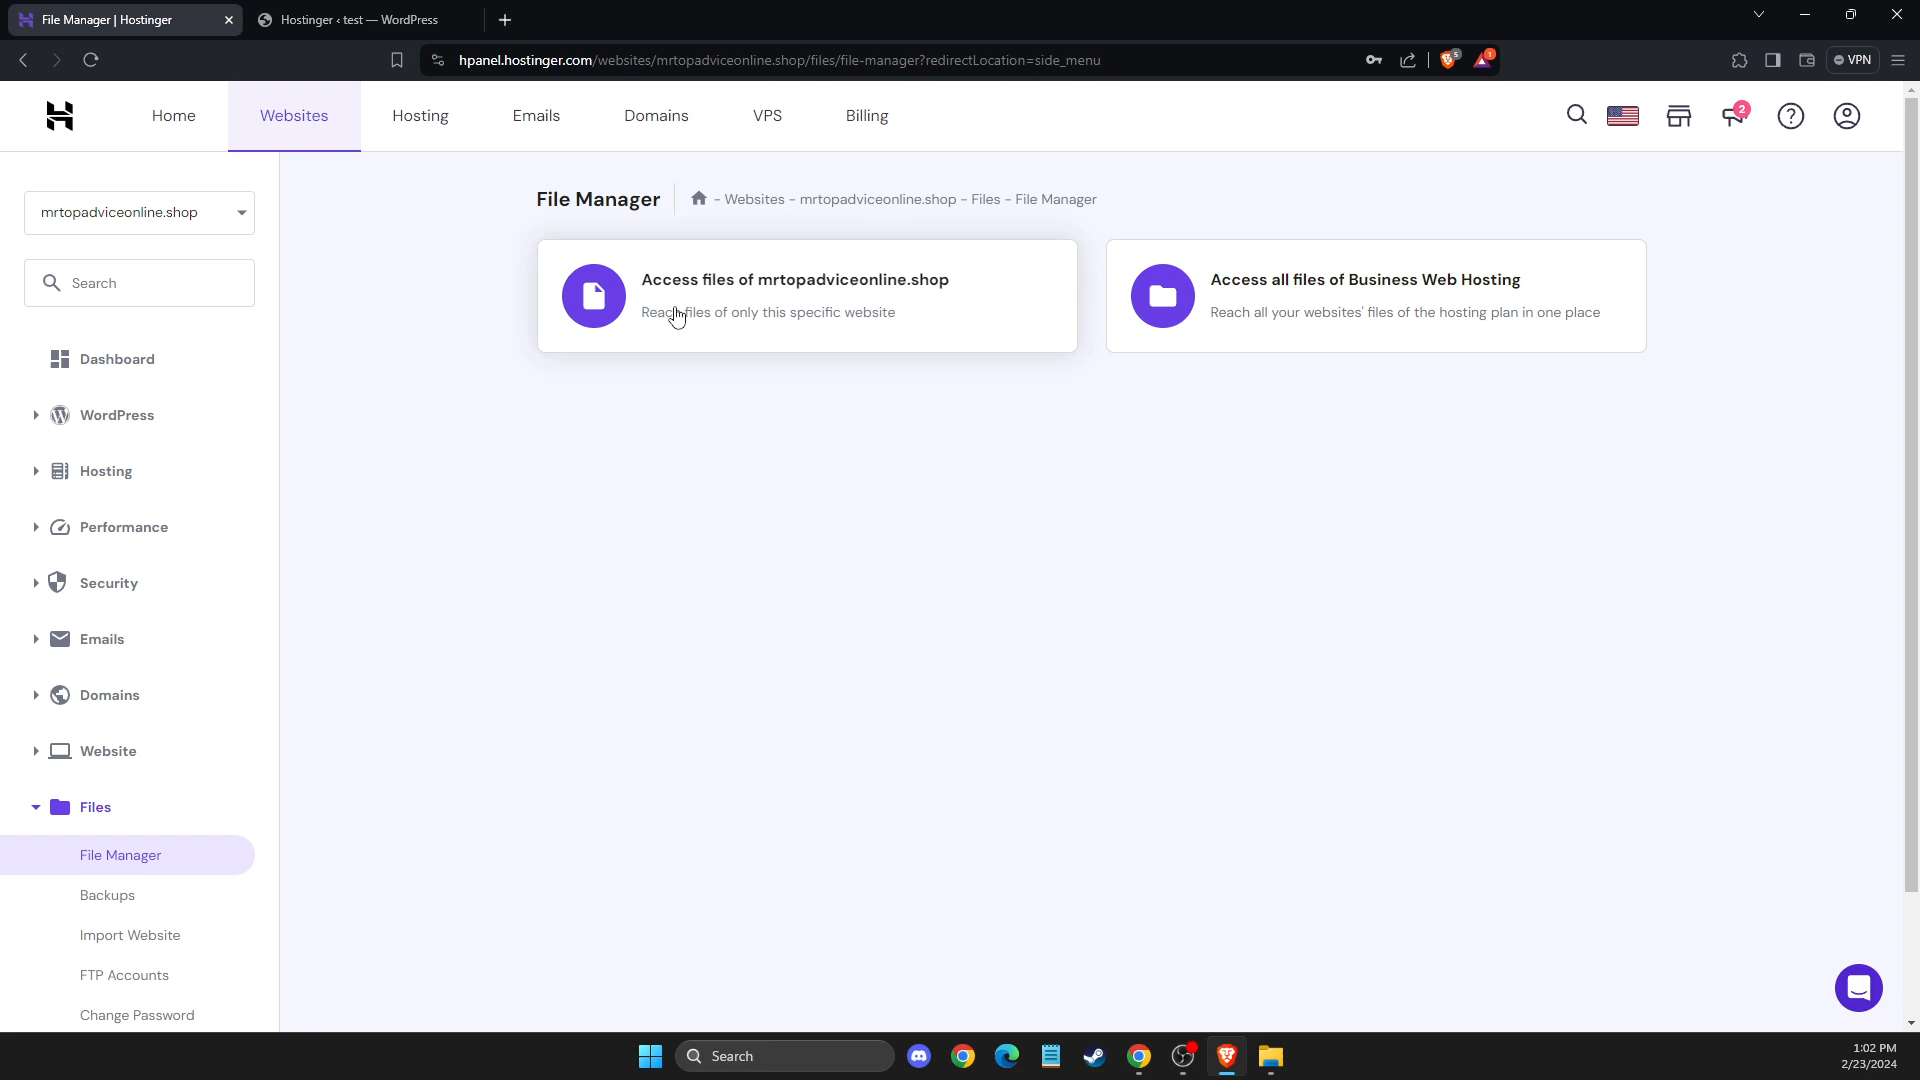 File Manager | Hostinger
Hostinger ‹ test — WordPress
hpanel.hostinger.com/websites/mrtopadviceonline.shop/files/file-manager?redirectLocation=side_menu
5
1
VPN
Home
Websites
Hosting
Emails
Domains
VPS
Billing
2
mrtopadviceonline.shop
Search
Dashboard
WordPress
Hosting
Performance
Security
Emails
Domains
Website
Files
File Manager
Backups
Import Website
FTP Accounts
Change Password
File Manager
- Websites - mrtopadviceonline.shop - Files - File Manager
Access files of mrtopadviceonline.shop
Reach files of only this specific website
Access all files of Business Web Hosting
Reach all your websites' files of the hosting plan in one place
Search
1:02 PM
2/23/2024